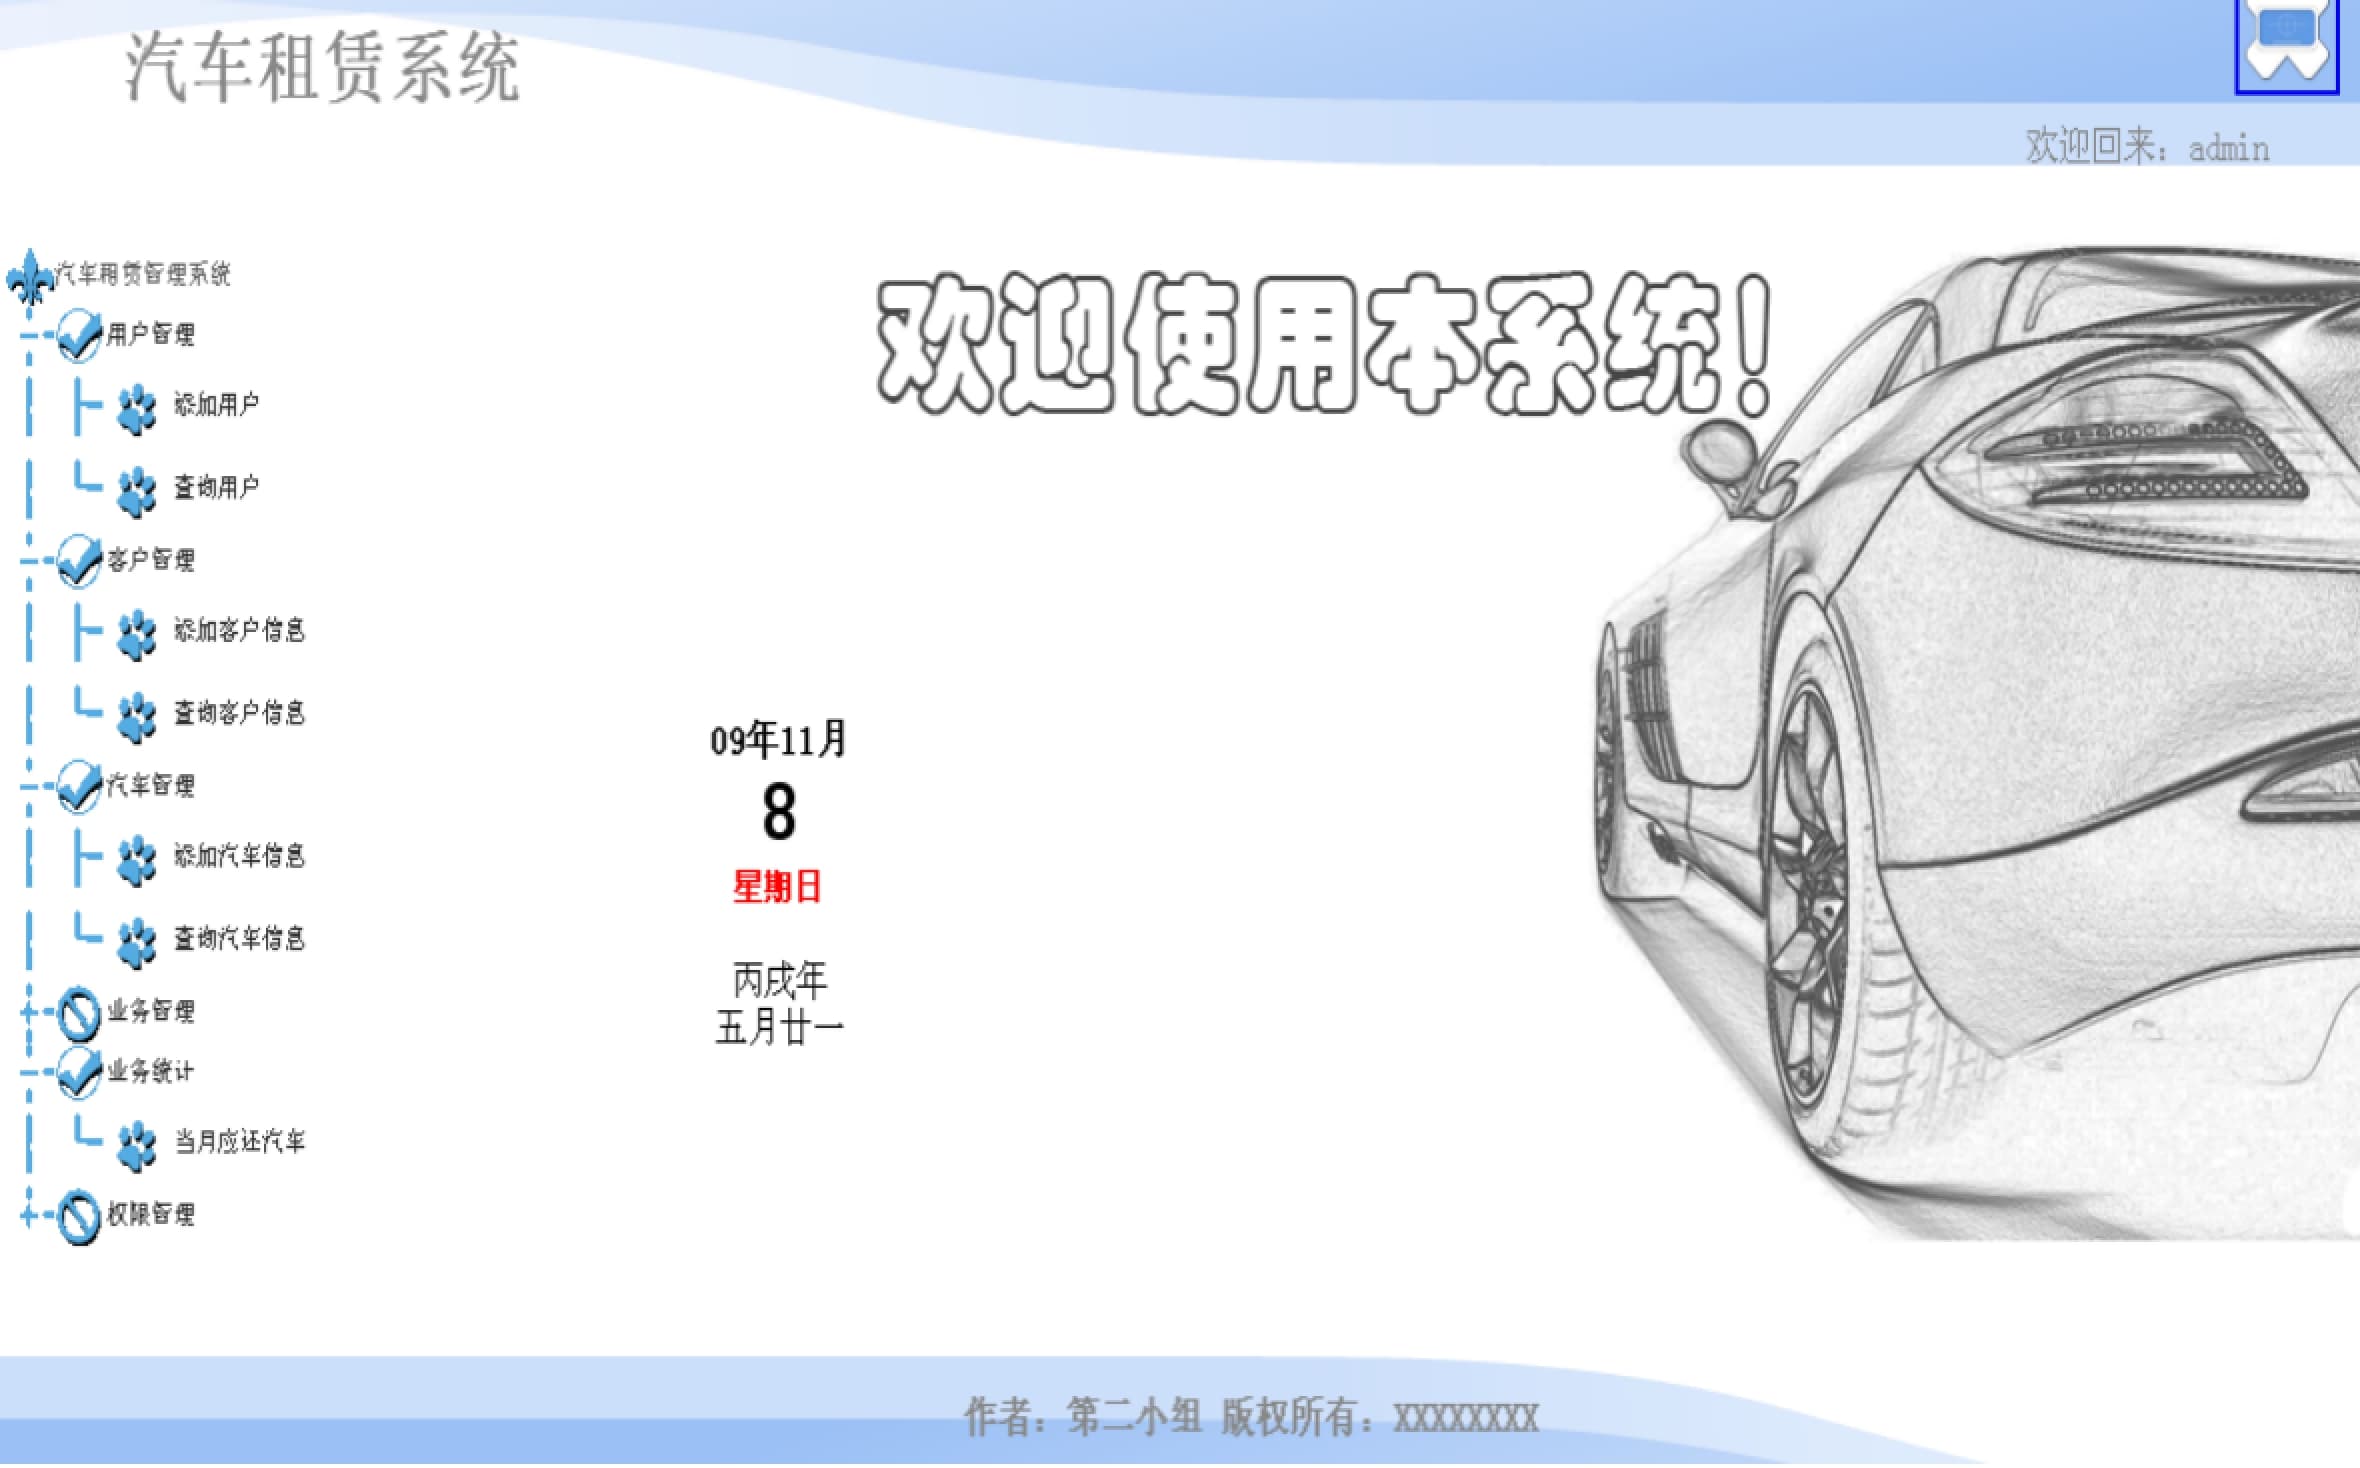 汽车租赁系统
欢迎回来：admin
汽车租赁管理系统
用户管理
添加用户
查询用户
客户管理
添加客户信息
查询客户信息
汽车管理
添加汽车信息
查询汽车信息
业务管理
业务统计
当月应还汽车
权限管理
欢迎使用本系统！
09年11月
8
星期日
丙戌年
五月廿一
作者：第二小组 版权所有：XXXXXXXX